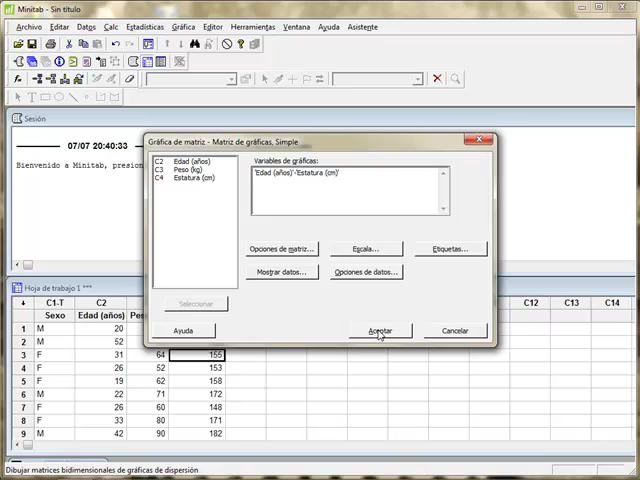 Minitab - Sin título
Archivo Editar Datos Calc Estadísticas Gráfica Editor Herramientas Ventana Ayuda Asistente
Sesión
07/07 20:40:33
Bienvenido a Minitab, presion
Gráfica de matriz - Matriz de gráficas, Simple
C2 Edad (años)
C3 Peso (kg)
C4 Estatura (cm)
Variables de gráficas:
'Edad (años)'-'Estatura (cm)'
Opciones de matriz... Escala... Etiquetas...
Mostrar datos... Opciones de datos...
Seleccionar
Ayuda Aceptar Cancelar
Hoja de trabajo 1 ***
C1-T C2 C12 C13 C14
Sexo Edad (años) Pes
1 M 20
2 M 52
3 F 31 64 155
4 F 26 52 153
5 F 19 62 158
6 M 22 71 172
7 F 26 60 148
8 F 33 80 171
9 M 42 90 182
Dibujar matrices bidimensionales de gráficas de dispersión